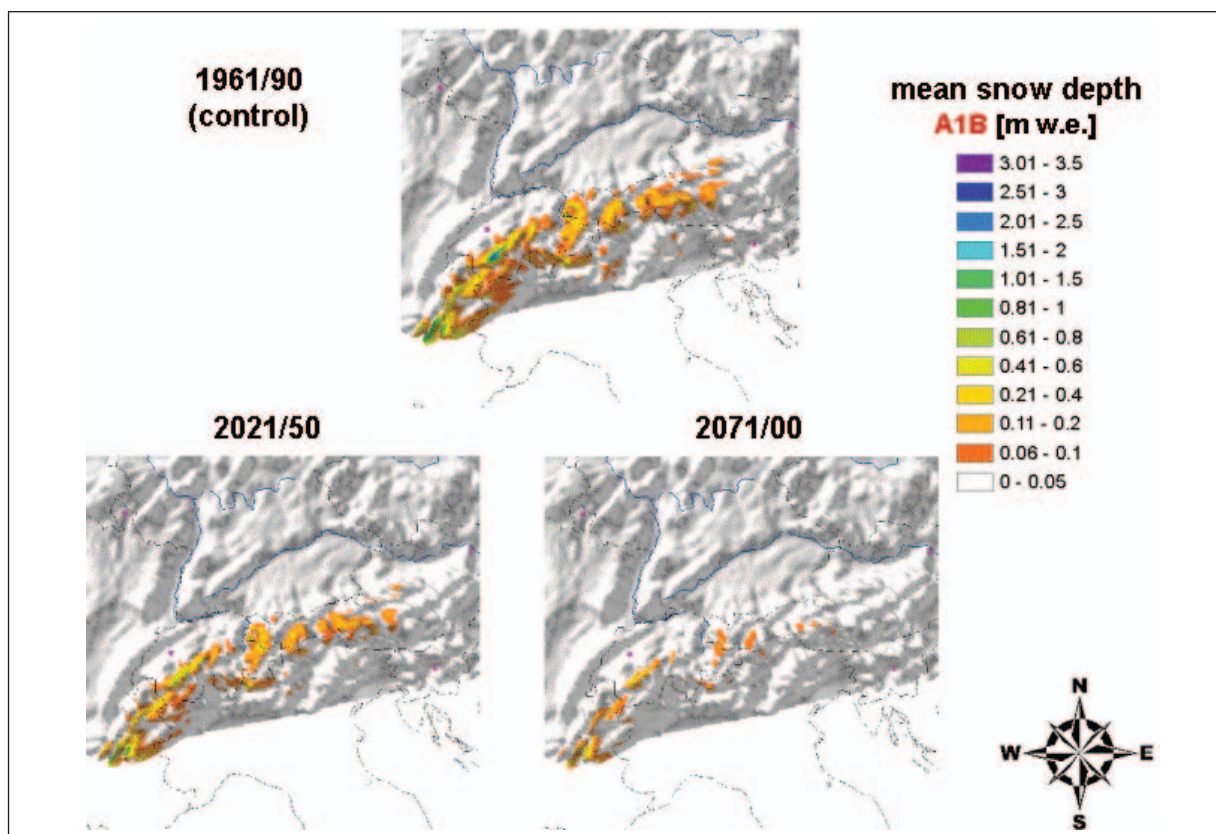 1961/90
(control)
mean snow depth
A1B [m w.e.]
3.01 - 3.5
2.51 - 3
2.01 - 2.5
1.51 - 2
1.01 - 1.5
0.81 - 1
0.61 - 0.8
0.41 - 0.6
0.21 - 0.4
0.11 - 0.2
0.06 - 0.1
0 - 0.05
2021/50
2071/00
N
W
E
S